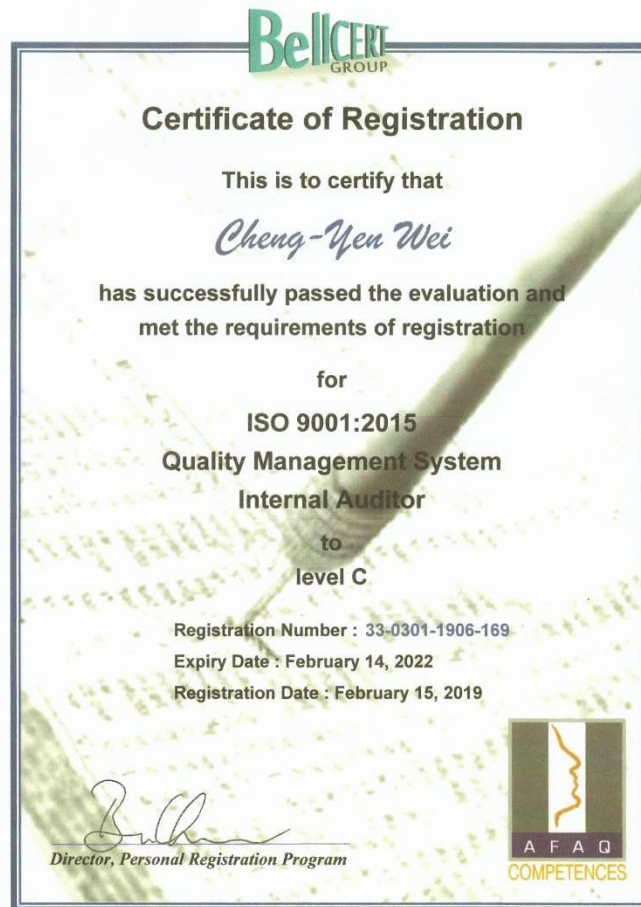 BellCERT
GROUP
Certificate of Registration
This is to certify that
Cheng-Yen Wei
has successfully passed the evaluation and
met the requirements of registration
for
ISO 9001:2015
Quality Management System
Internal Auditor
to
level C
Registration Number : 33-0301-1906-169
Expiry Date : February 14, 2022
Registration Date : February 15, 2019
Director, Personal Registration Program
AFAQ
COMPETENCES